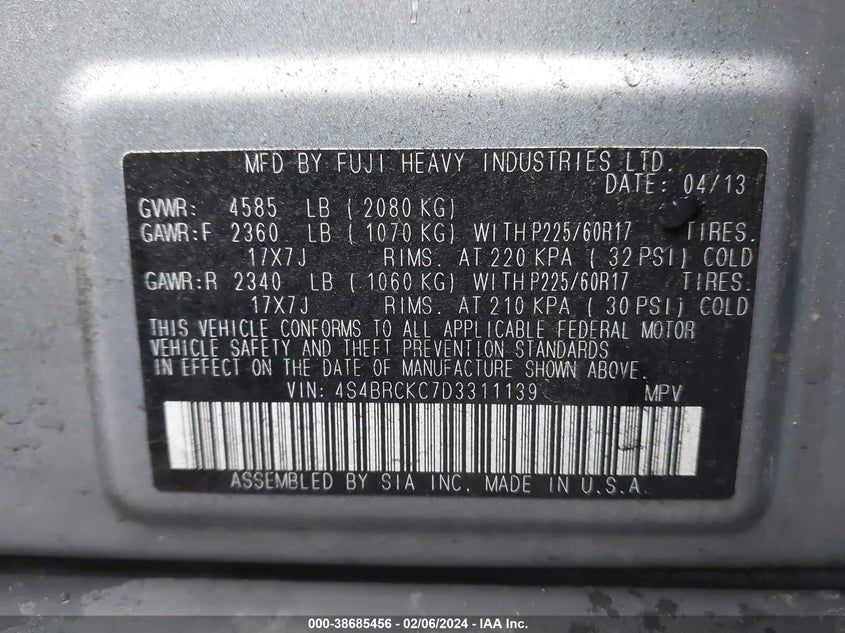 MFD BY FUJI HEAVY INDUSTRIES LTD.
DATE: 04/13
GVWR: 4585 LB ( 2080 KG)
GAWR:F 2360 LB ( 1070 KG) WITH P225/60R17 TIRES.
17X7J RIMS. AT 220 KPA ( 32 PSI) COLD
GAWR:R 2340 LB ( 1060 KG) WITH P225/60R17 TIRES.
17X7J RIMS. AT 210 KPA ( 30 PSI) COLD
THIS VEHICLE CONFORMS TO ALL APPLICABLE FEDERAL MOTOR
VEHICLE SAFETY AND THEFT PREVENTION STANDARDS
IN EFFECT ON THE DATE OF MANUFACTURE SHOWN ABOVE.
VIN: 4S4BRCKC7D3311139 MPV
ASSEMBLED BY SIA INC. MADE IN U.S.A.
000-38685456 - 02/06/2024 - IAA Inc.